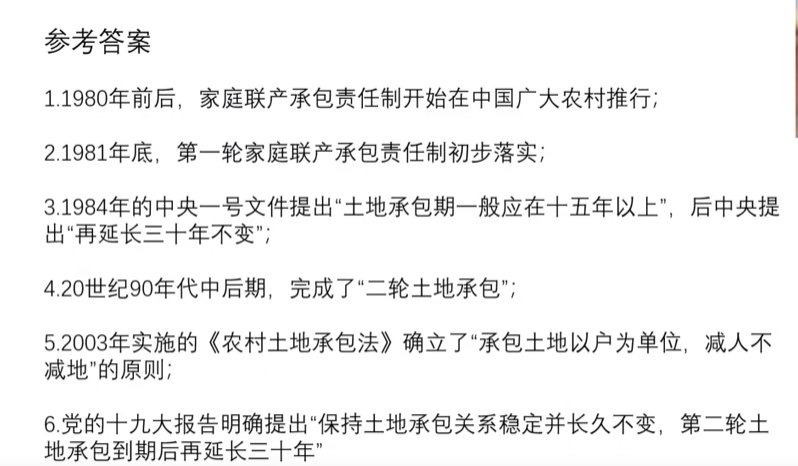 参考答案
1.1980年前后，家庭联产承包责任制开始在中国广大农村推行；
2.1981年底，第一轮家庭联产承包责任制初步落实；
3.1984年的中央一号文件提出“土地承包期一般应在十五年以上”，后中央提
出“再延长三十年不变”；
4.20世纪90年代中后期，完成了“二轮土地承包”；
5.2003年实施的《农村土地承包法》确立了“承包土地以户为单位，减人不
减地”的原则；
6.党的十九大报告明确提出“保持土地承包关系稳定并长久不变，第二轮土
地承包到期后再延长三十年”